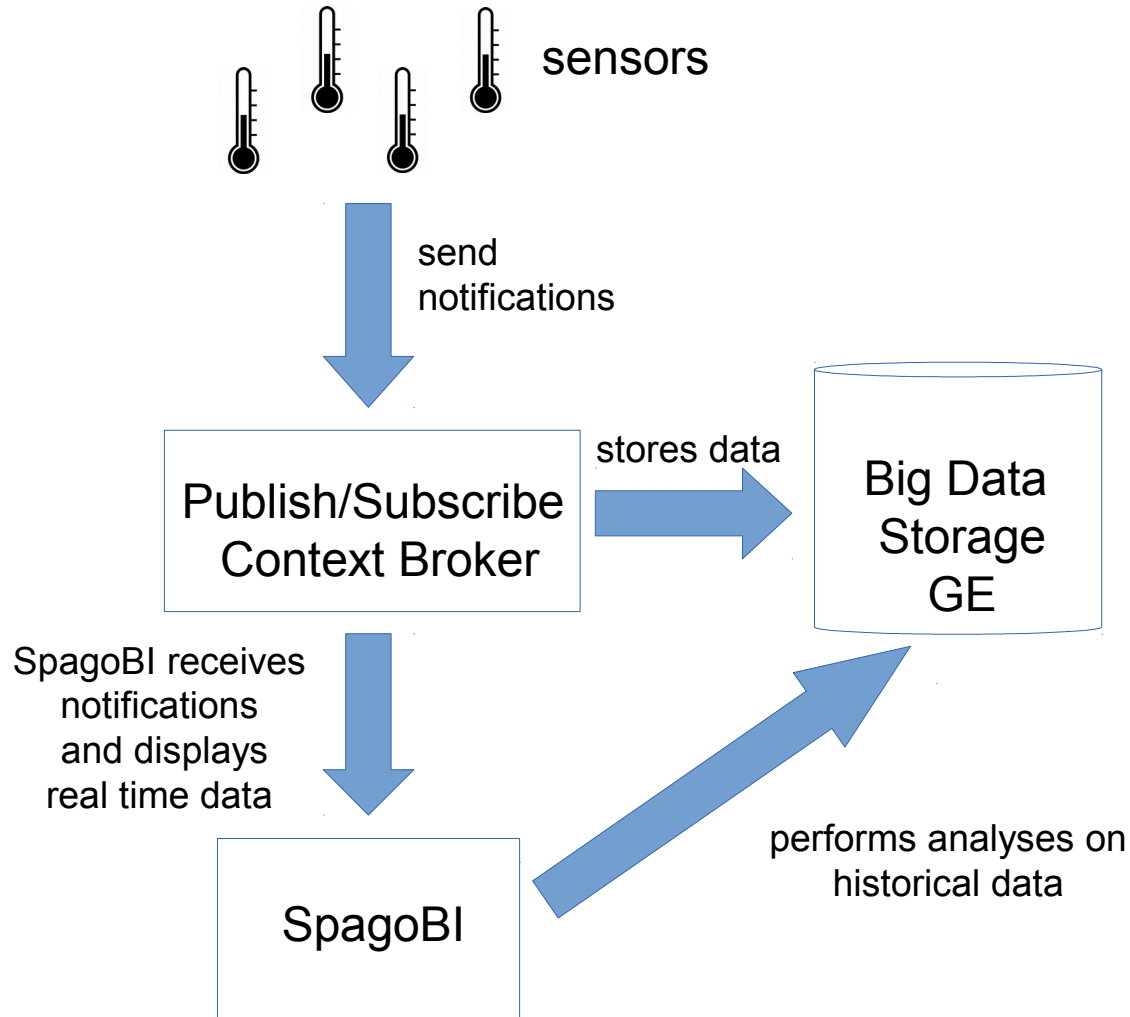 sensors
send
notifications
stores data
Publish/Subscribe
Context Broker
Big Data
Storage
GE
SpagoBI receives
notifications
and displays
real time data
performs analyses on
historical data
SpagoBI